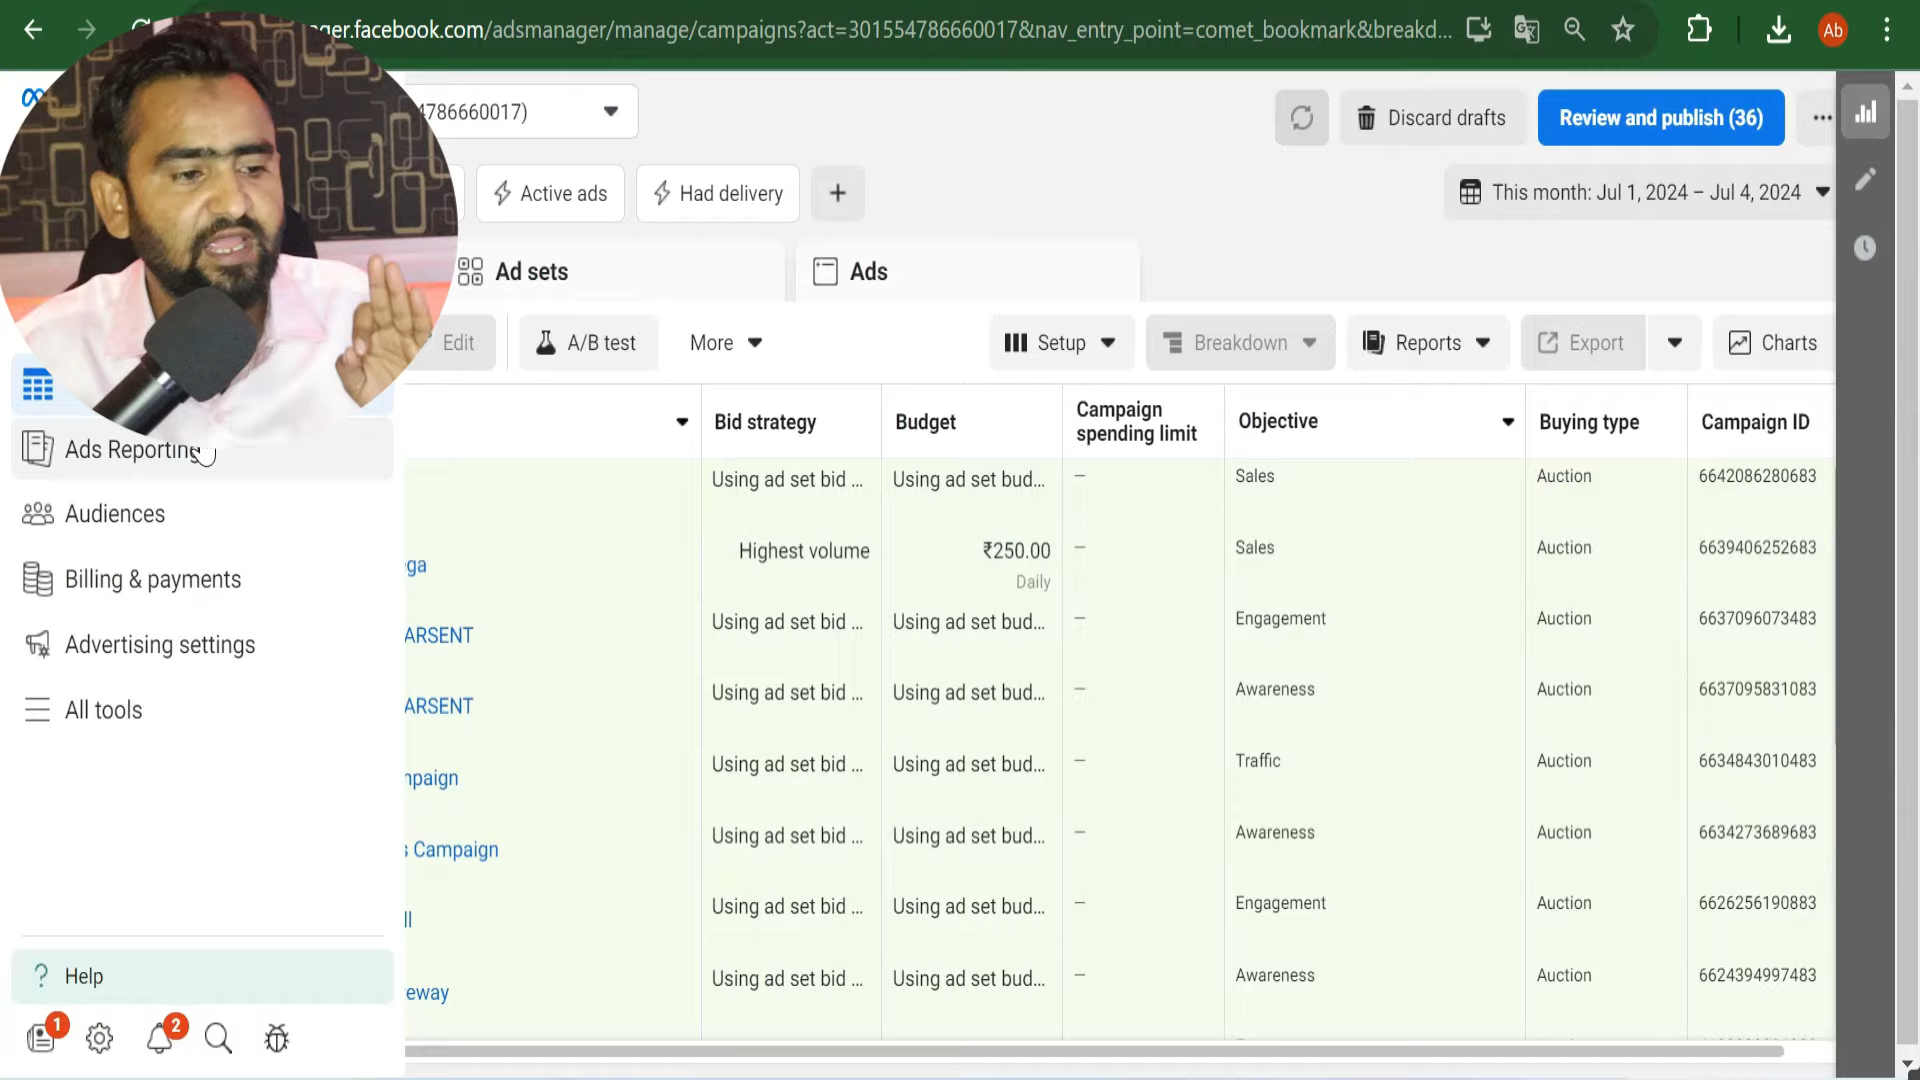 ger.facebook.com/adsmanager/manage/campaigns?act=301554786660017&nav_entry_point=comet_bookmark&breakd...
Ab
4786660017)
Discard drafts
Review and publish (36)
Active ads
Had delivery
This month: Jul 1, 2024 – Jul 4, 2024
Ad sets
Ads
Edit
A/B test
More
Setup
Breakdown
Reports
Export
Charts
Bid strategy
Budget
Campaign
spending limit
Objective
Buying type
Campaign ID
Using ad set bid ...
Using ad set bud...
–
Sales
Auction
6642086280683
ga
Highest volume
₹250.00
Daily
–
Sales
Auction
6639406252683
ARSENT
Using ad set bid ...
Using ad set bud...
–
Engagement
Auction
6637096073483
ARSENT
Using ad set bid ...
Using ad set bud...
–
Awareness
Auction
6637095831083
npaign
Using ad set bid ...
Using ad set bud...
–
Traffic
Auction
6634843010483
s Campaign
Using ad set bid ...
Using ad set bud...
–
Awareness
Auction
6634273689683
ll
Using ad set bid ...
Using ad set bud...
–
Engagement
Auction
6626256190883
eway
Using ad set bid ...
Using ad set bud...
–
Awareness
Auction
6624394997483
Ads Reporting
Audiences
Billing & payments
Advertising settings
All tools
Help
1
2